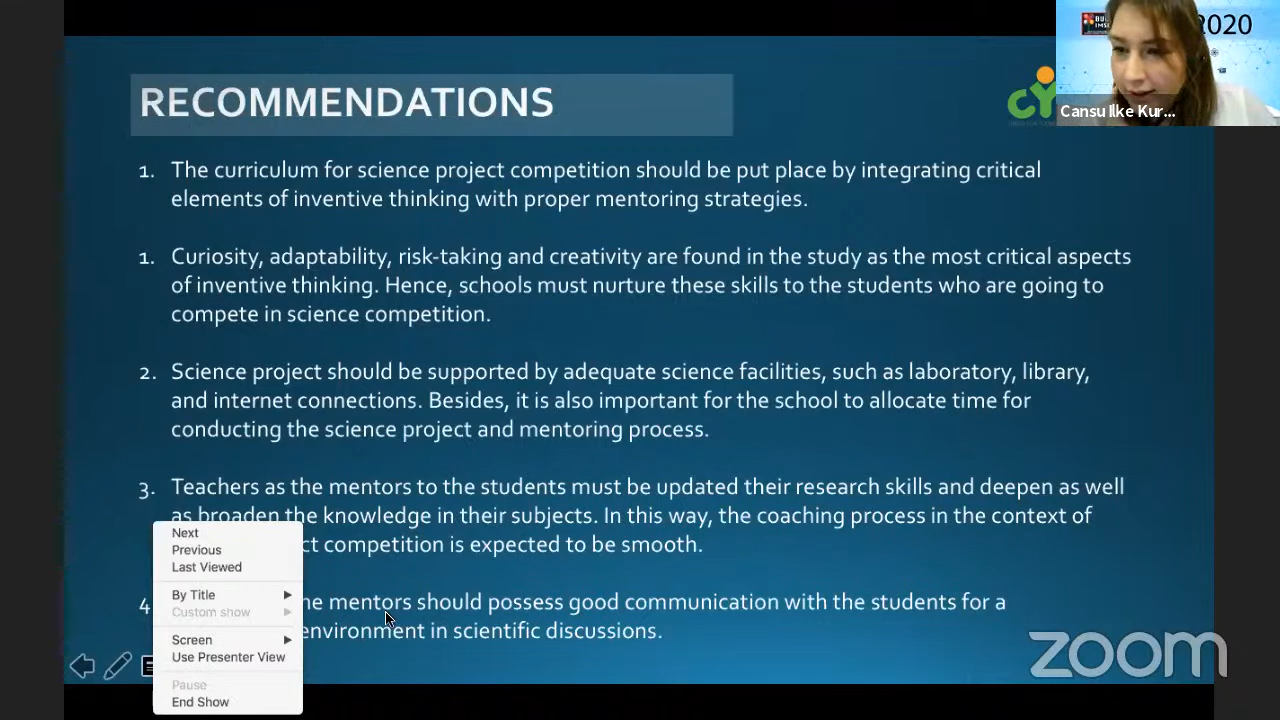 2020
RECOMMENDATIONS
Cansu Ilke Kur...
1. The curriculum for science project competition should be put place by integrating critical
elements of inventive thinking with proper mentoring strategies.
1. Curiosity, adaptability, risk-taking and creativity are found in the study as the most critical aspects
of inventive thinking. Hence, schools must nurture these skills to the students who are going to
compete in science competition.
2. Science project should be supported by adequate science facilities, such as laboratory, library,
and internet connections. Besides, it is also important for the school to allocate time for
conducting the science project and mentoring process.
3. Teachers as the mentors to the students must be updated their research skills and deepen as well
as broaden the knowledge in their subjects. In this way, the coaching process in the context of
competition is expected to be smooth.
4 mentors should possess good communication with the students for a
environment in scientific discussions.
Next
Previous
Last Viewed
By Title
Custom show
Screen
Use Presenter View
Pause
End Show
zoom